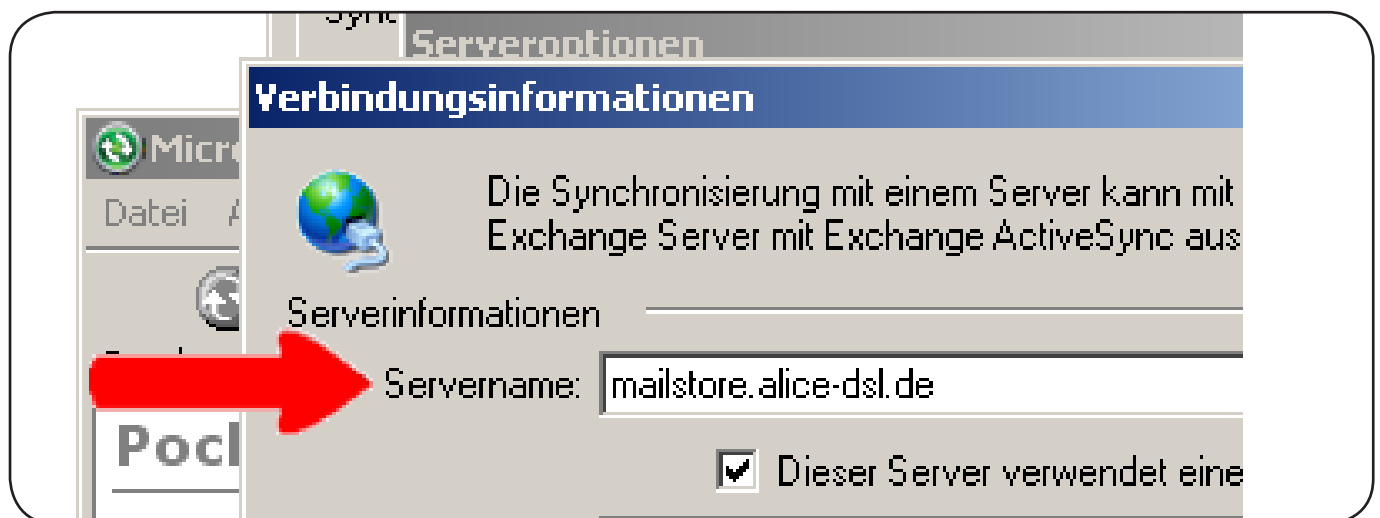 Serveroptionen
Verbindungsinformationen
Datei
Die Synchronisierung mit einem Server kann mit
Exchange Server mit Exchange ActiveSync aus
Serverinformationen
Servername: mailstore.alice-dsl.de
Dieser Server verwendet eine